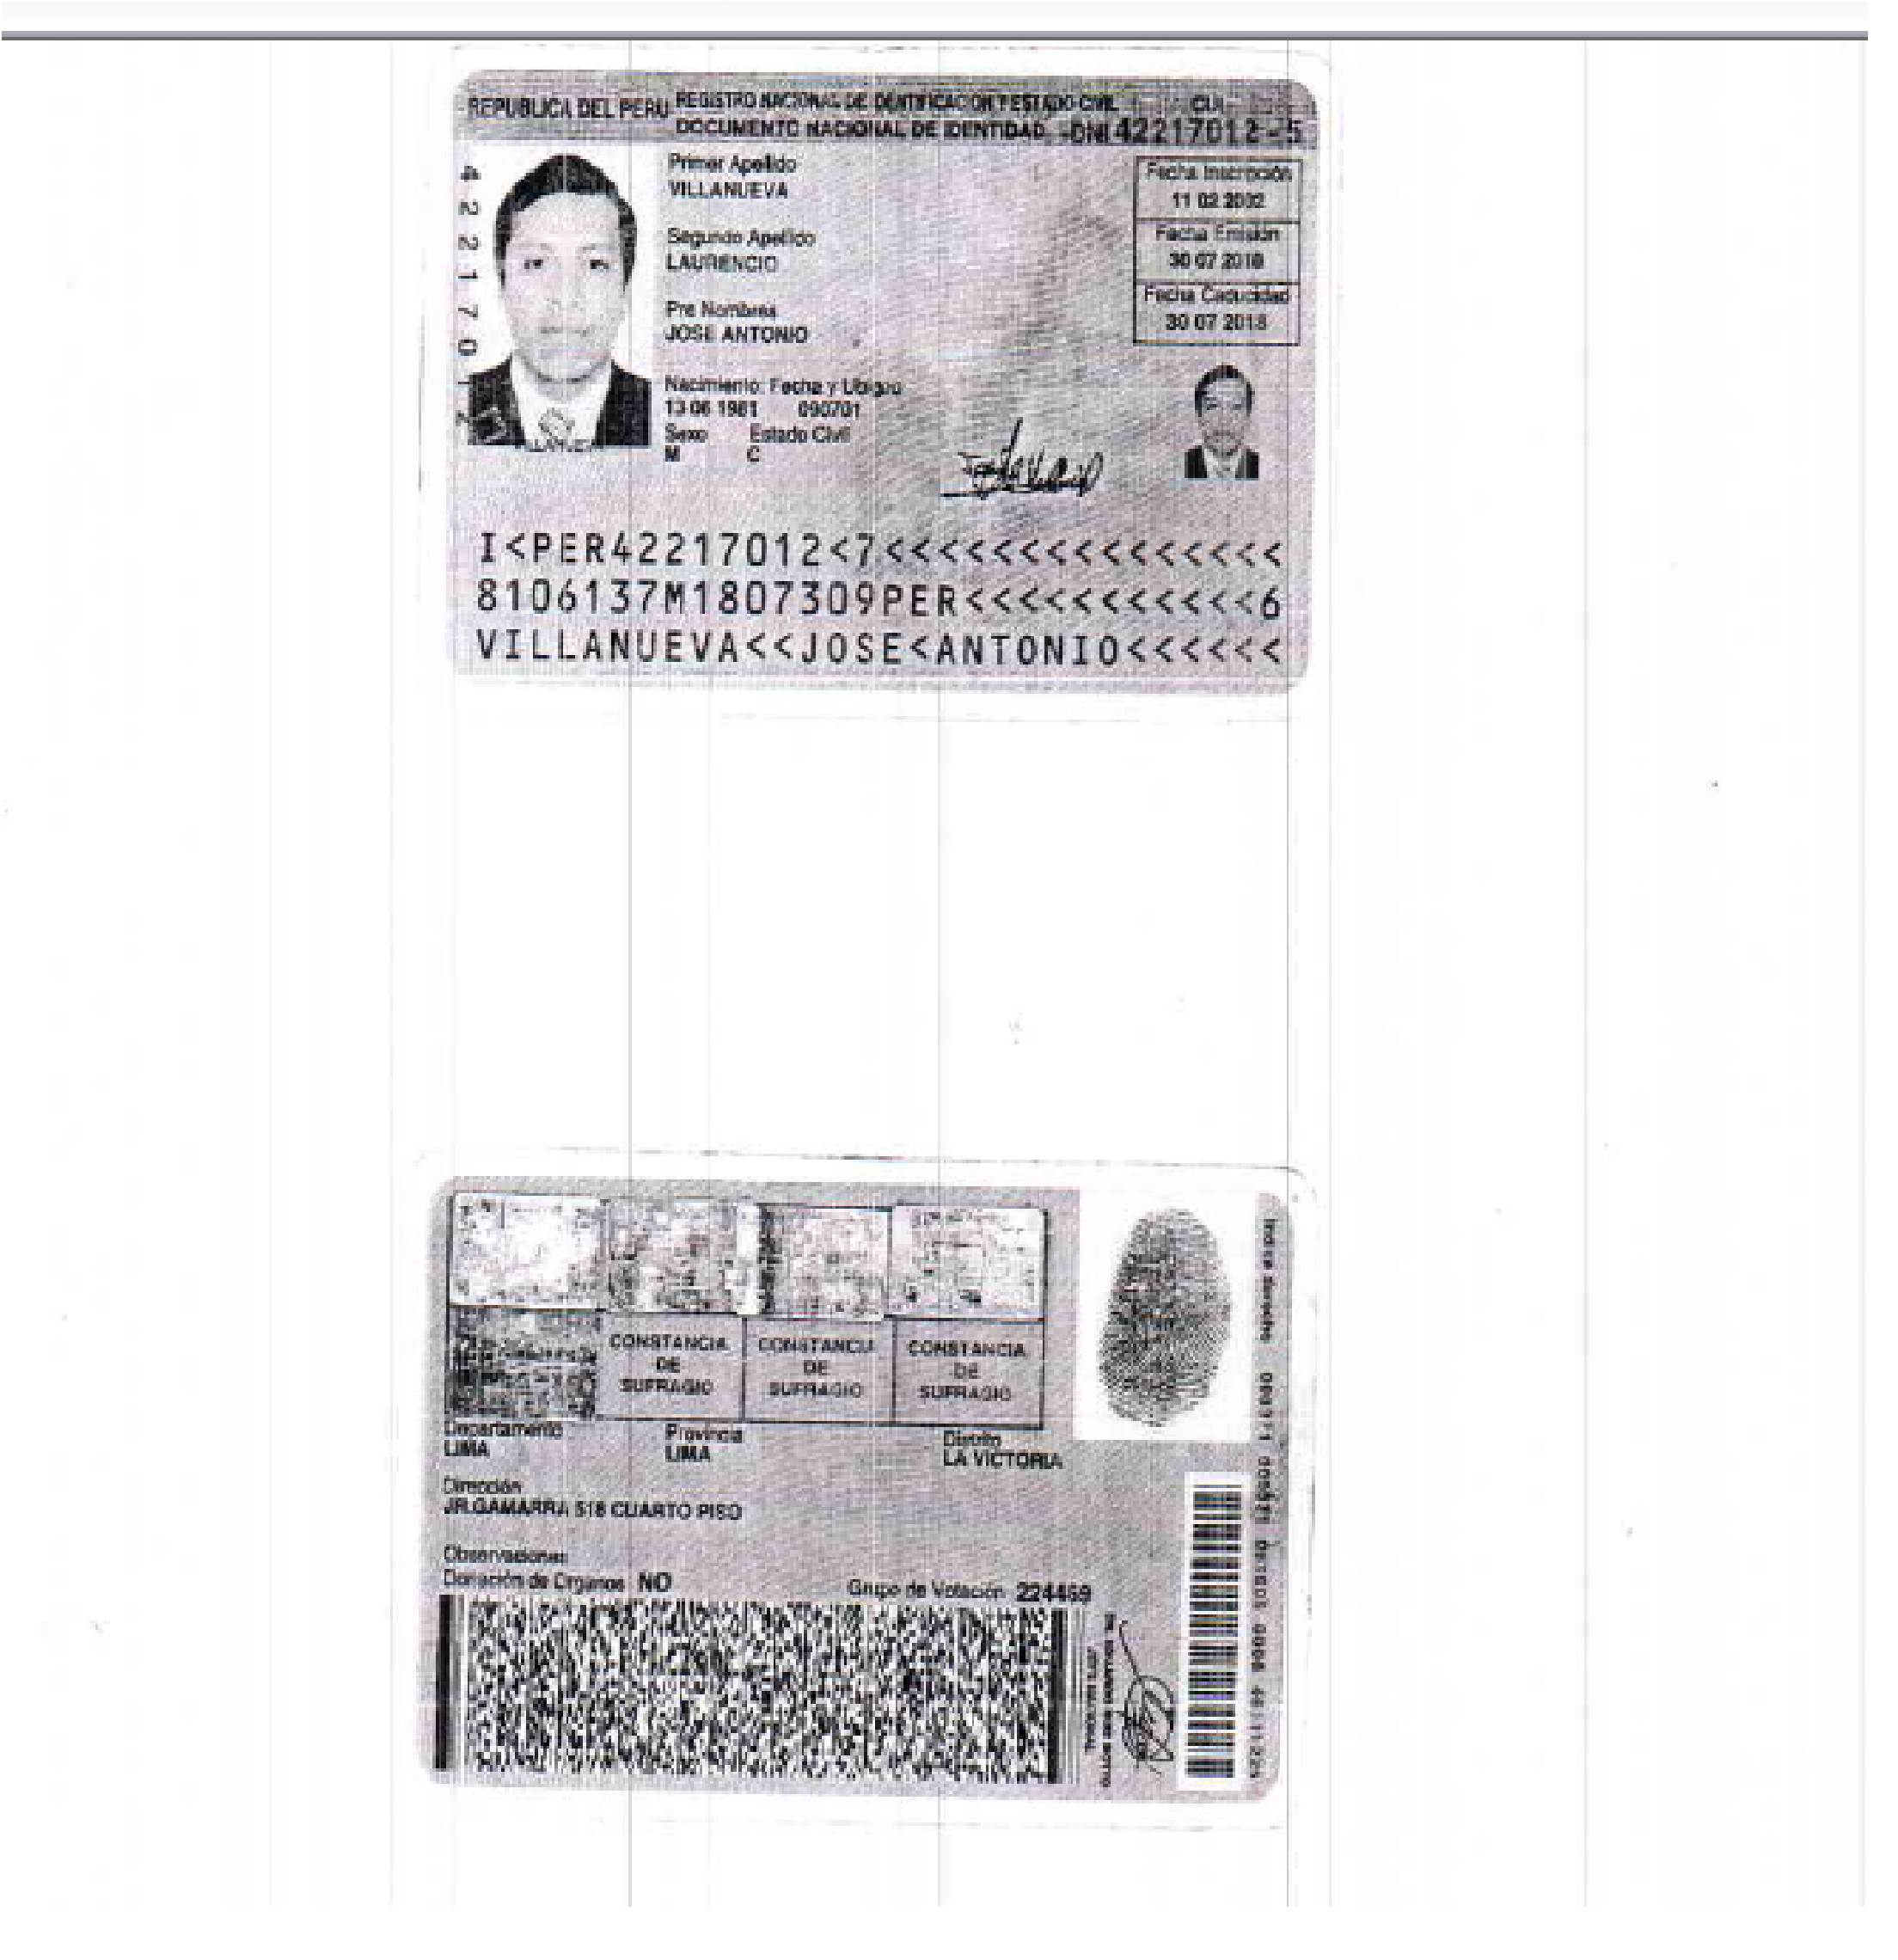 REPUBLICA DEL PERU
REGISTRO NACIONAL DE IDENTIFICACION Y ESTADO CIVIL
CUI
DOCUMENTO NACIONAL DE IDENTIDAD - DNI 42217012 - 5
42217012
Primer Apellido
VILLANUEVA
Segundo Apellido
LAURENCIO
Pre Nombres
JOSE ANTONIO
Nacimiento: Fecha y Ubigeo
13 06 1981 090701
Sexo Estado Civil
M C
Fecha Inscripción
11 02 2002
Fecha Emisión
30 07 2010
Fecha Caducidad
30 07 2018
I<PER42217012<7<<<<<<<<<<<<<<<
8106137M1807309PER<<<<<<<<<<<6
VILLANUEVA<<JOSE<ANTONIO<<<<<<
CONSTANCIA DE SUFRAGIO
CONSTANCIA DE SUFRAGIO
CONSTANCIA DE SUFRAGIO
Departamento Provincia Distrito
LIMA LIMA LA VICTORIA
Dirección
JR.GAMARRA 518 CUARTO PISO
Observaciones
Donación de Organos NO Grupo de Votación 224469
Indice Derecho